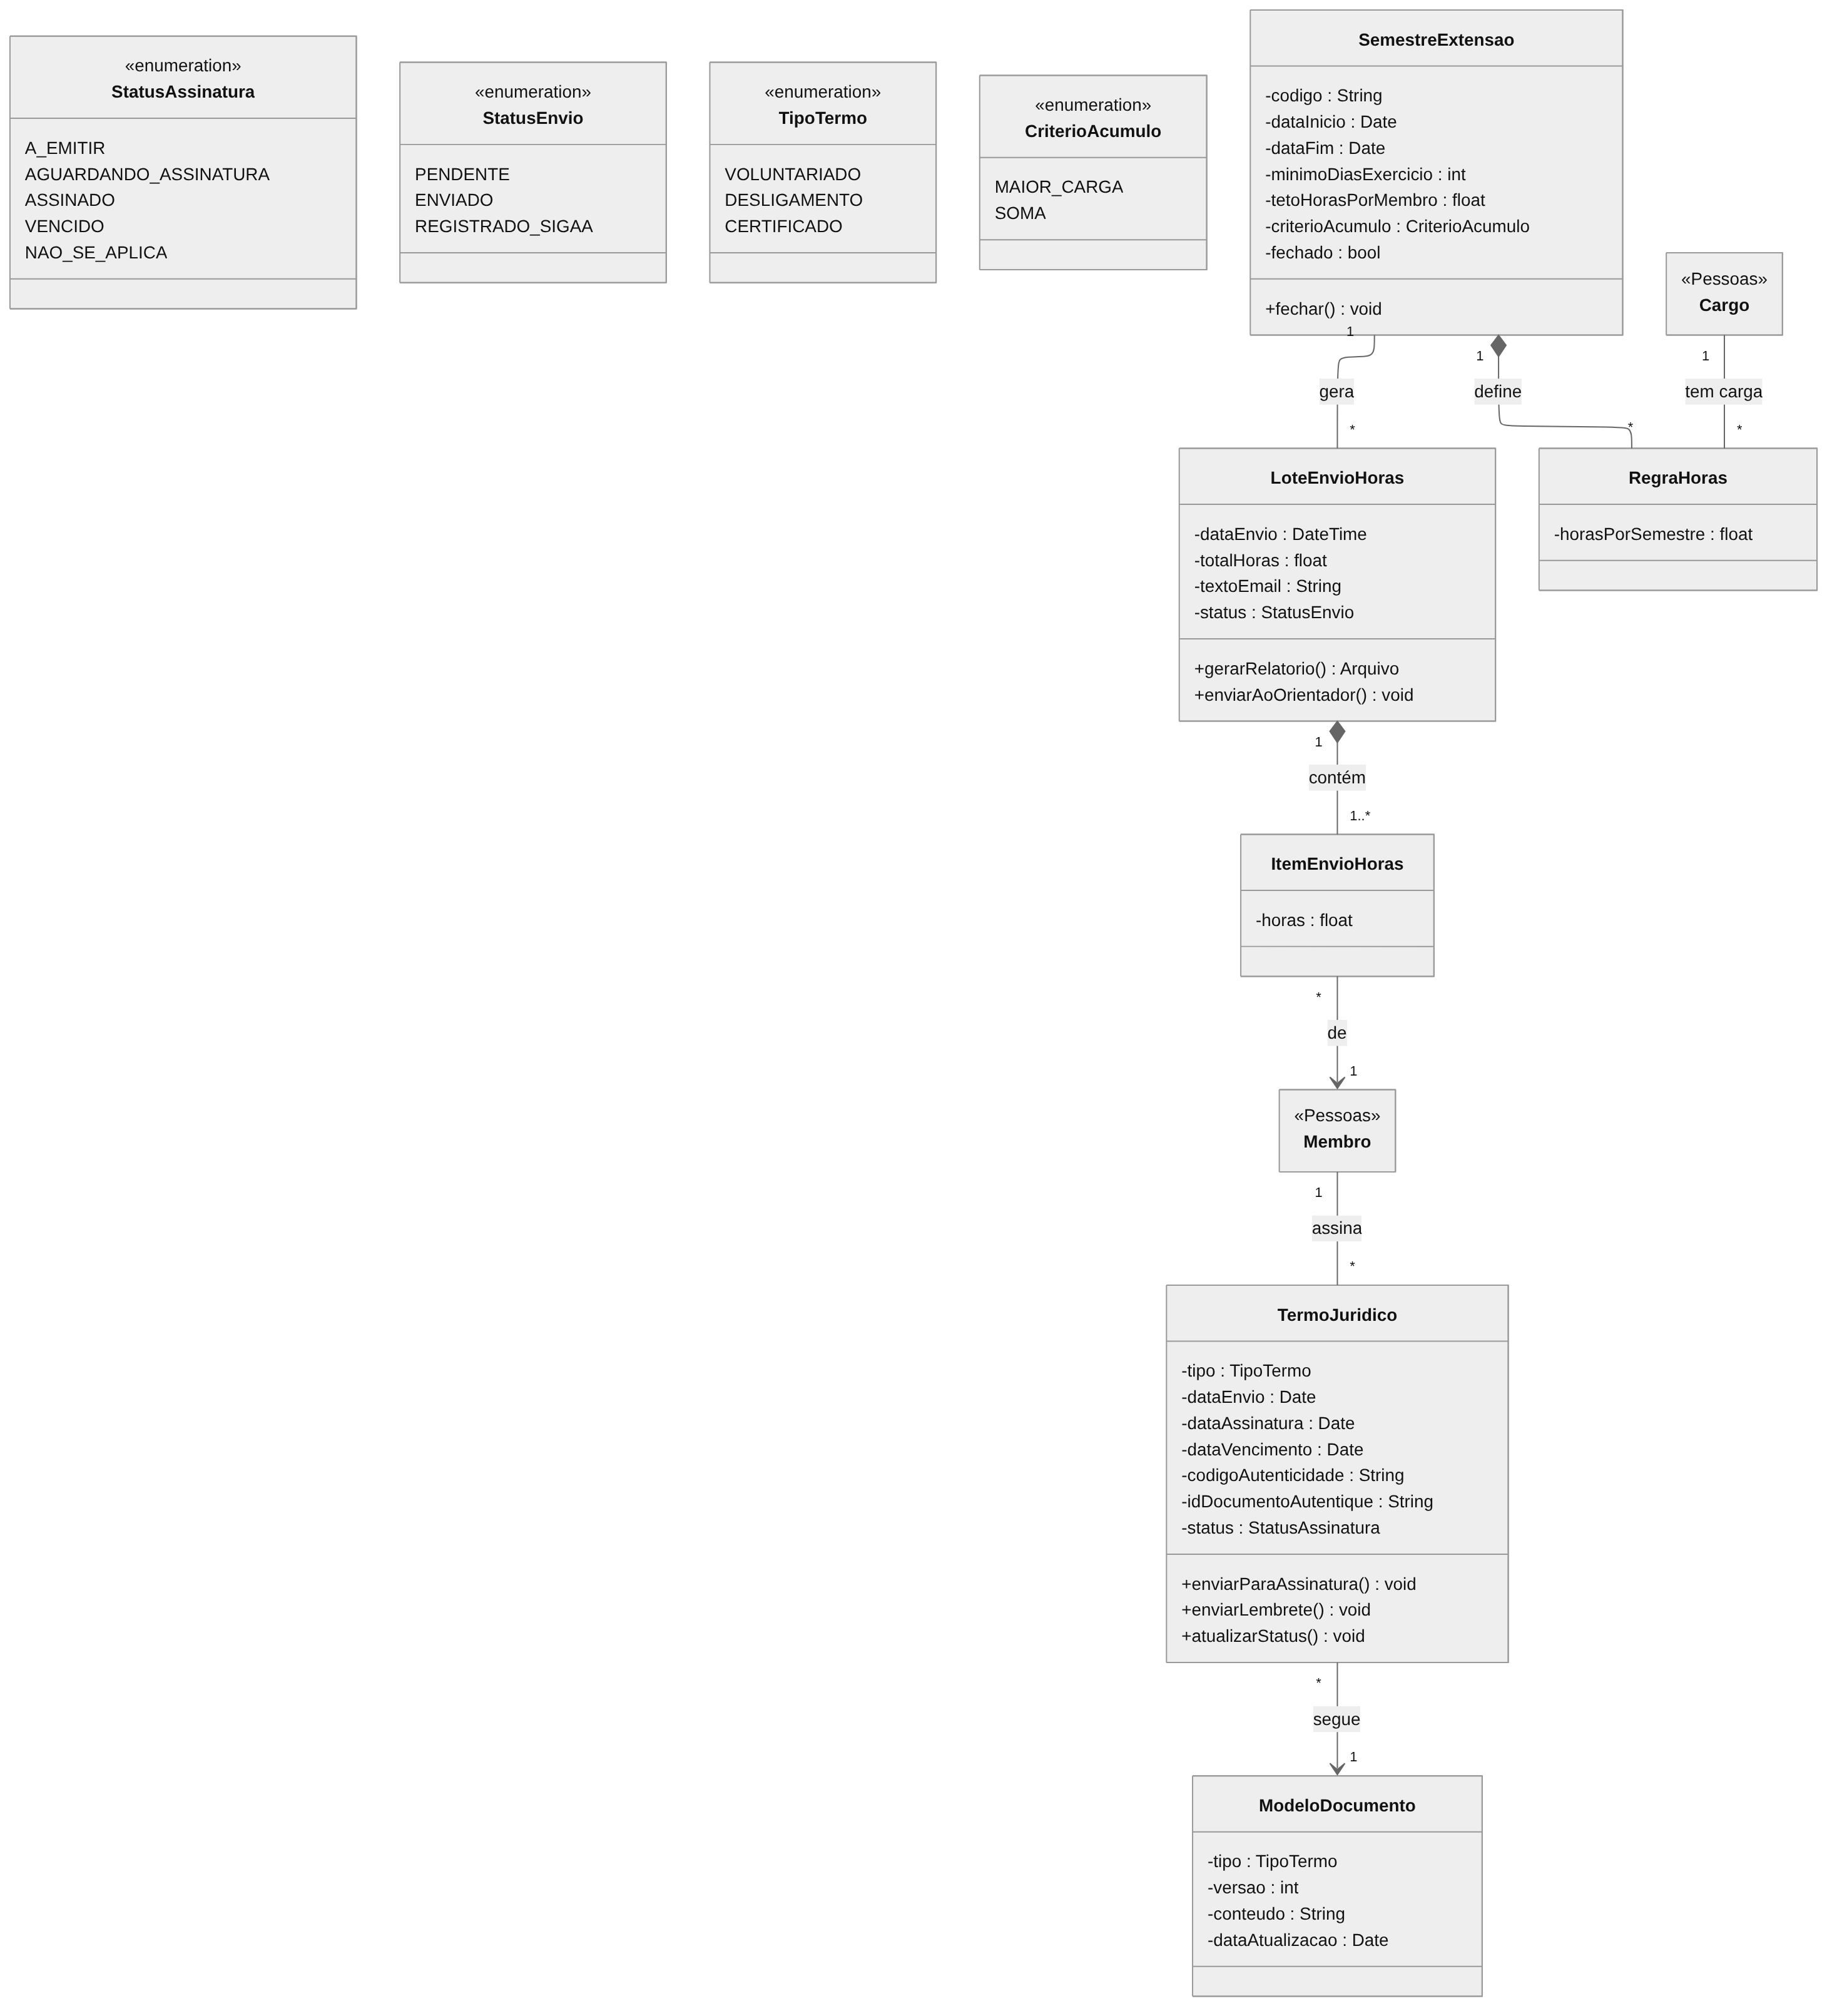 «enumeration»
StatusAssinatura
A_EMITIR
AGUARDANDO_ASSINATURA
ASSINADO
VENCIDO
NAO_SE_APLICA
«enumeration»
StatusEnvio
PENDENTE
ENVIADO
REGISTRADO_SIGAA
«enumeration»
TipoTermo
VOLUNTARIADO
DESLIGAMENTO
CERTIFICADO
«enumeration»
CriterioAcumulo
MAIOR_CARGA
SOMA
SemestreExtensao
-codigo : String
-dataInicio : Date
-dataFim : Date
-minimoDiasExercicio : int
-tetoHorasPorMembro : float
-criterioAcumulo : CriterioAcumulo
-fechado : bool
+fechar() : void
«Pessoas»
Cargo
1
gera
*
1
define
*
1
tem carga
*
LoteEnvioHoras
-dataEnvio : DateTime
-totalHoras : float
-textoEmail : String
-status : StatusEnvio
+gerarRelatorio() : Arquivo
+enviarAoOrientador() : void
RegraHoras
-horasPorSemestre : float
1
contém
1..*
ItemEnvioHoras
-horas : float
*
de
1
«Pessoas»
Membro
1
assina
*
TermoJuridico
-tipo : TipoTermo
-dataEnvio : Date
-dataAssinatura : Date
-dataVencimento : Date
-codigoAutenticidade : String
-idDocumentoAutentique : String
-status : StatusAssinatura
+enviarParaAssinatura() : void
+enviarLembrete() : void
+atualizarStatus() : void
*
segue
1
ModeloDocumento
-tipo : TipoTermo
-versao : int
-conteudo : String
-dataAtualizacao : Date